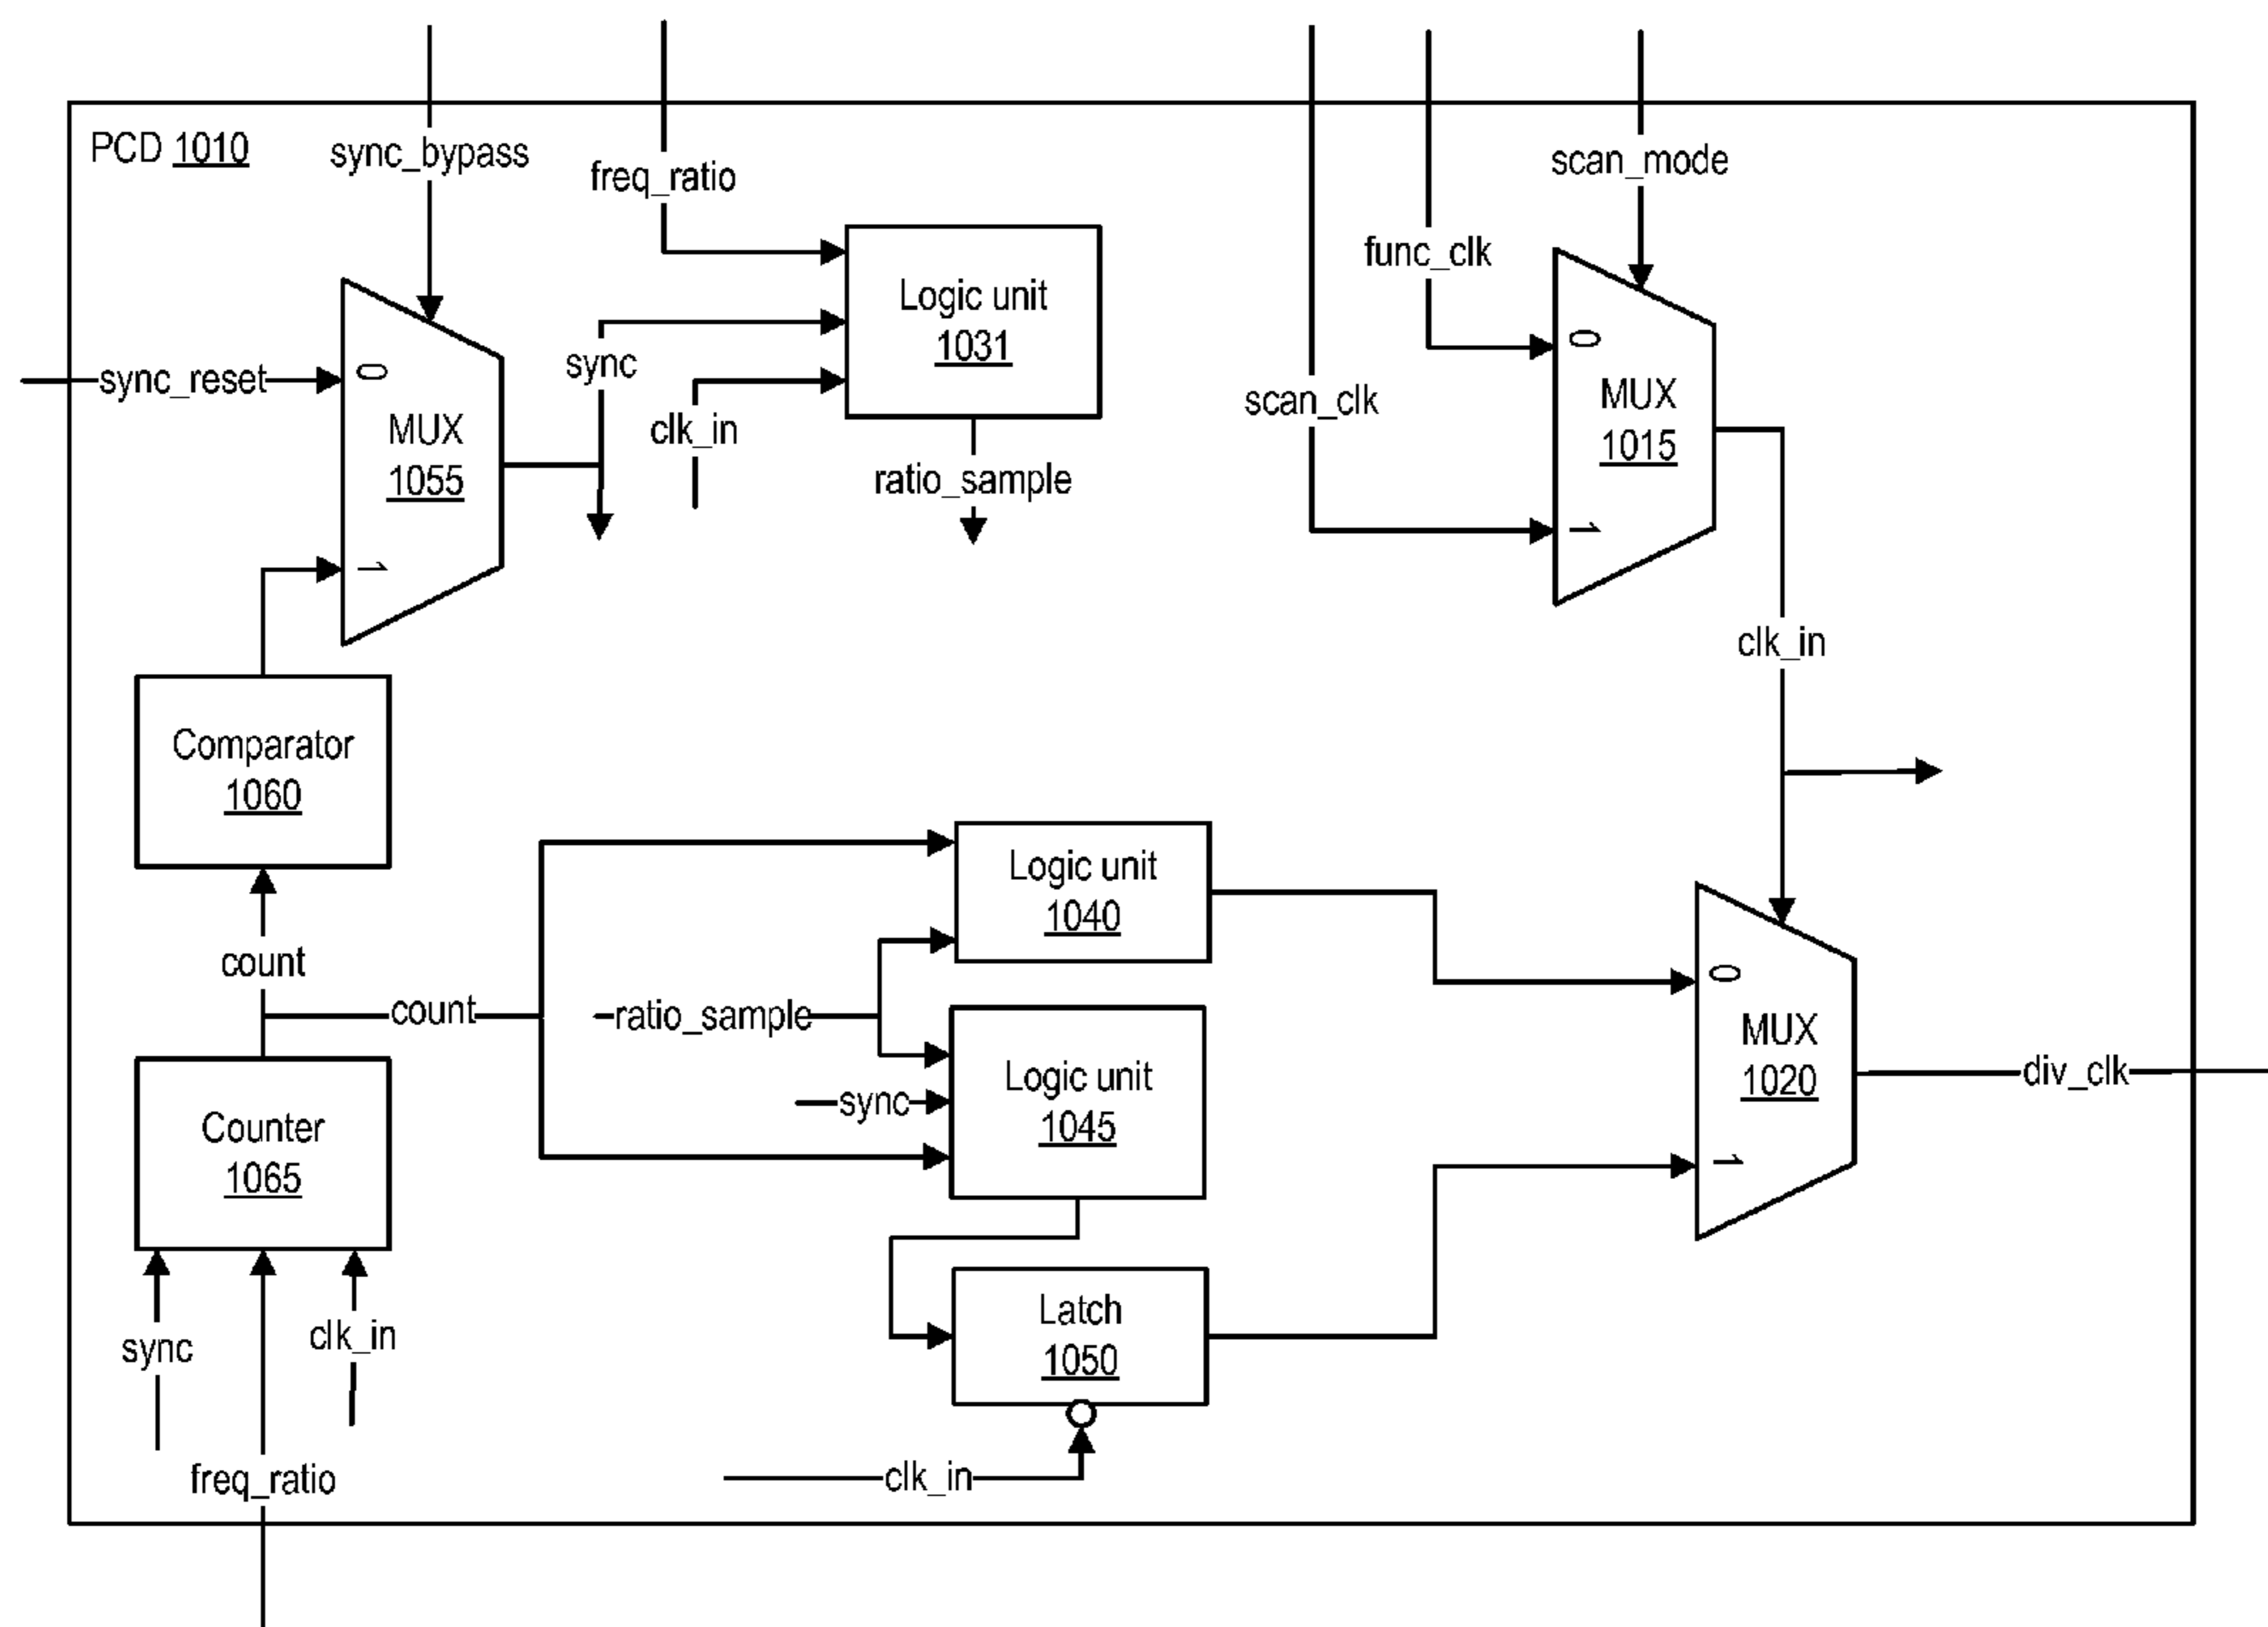 PCD 1010
sync_bypass
freq_ratio
scan_mode
func_clk
Logic unit
1031
sync
sync_reset
0
MUX
1055
1
clk_in
ratio_sample
scan_clk
0
MUX
1015
1
clk_in
Comparator
1060
count
count
Logic unit
1040
ratio_sample
Logic unit
1045
sync
0
MUX
1020
1
div_clk
Counter
1065
sync
clk_in
freq_ratio
Latch
1050
clk_in